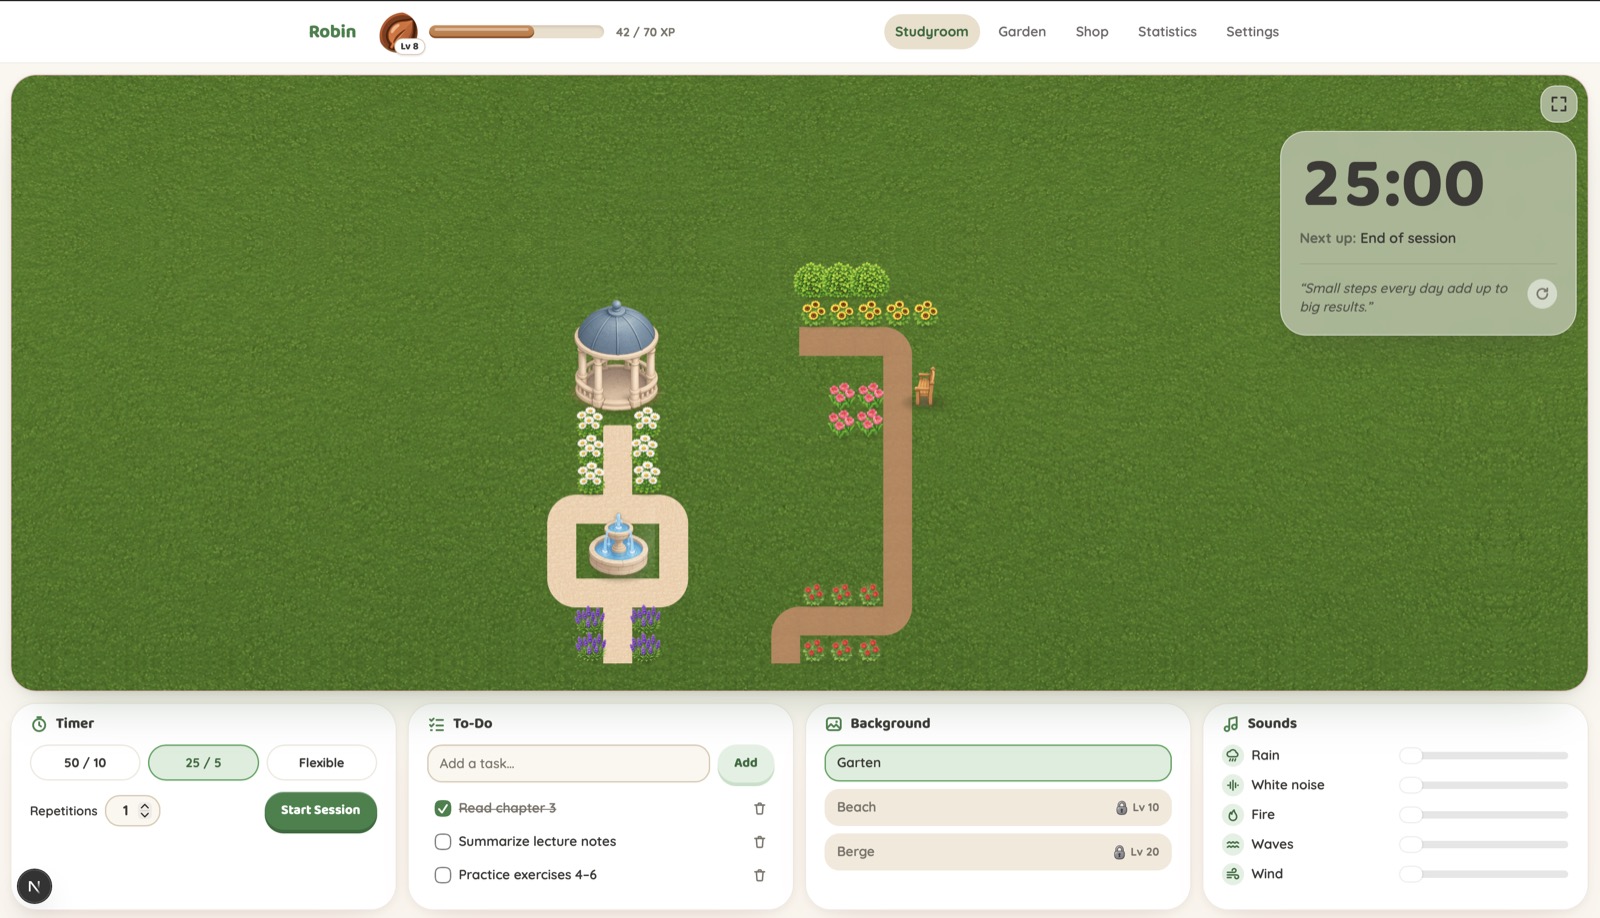 Robin
Lv 8
42 / 70 XP
Studyroom
Garden
Shop
Statistics
Settings
25:00
Next up: End of session
“Small steps every day add up to
big results.”
Timer
50 / 10
25 / 5
Flexible
Repetitions
1
Start Session
N
To-Do
Add a task...
Add
Read chapter 3
Summarize lecture notes
Practice exercises 4–6
Background
Garten
Beach
Lv 10
Berge
Lv 20
Sounds
Rain
White noise
Fire
Waves
Wind